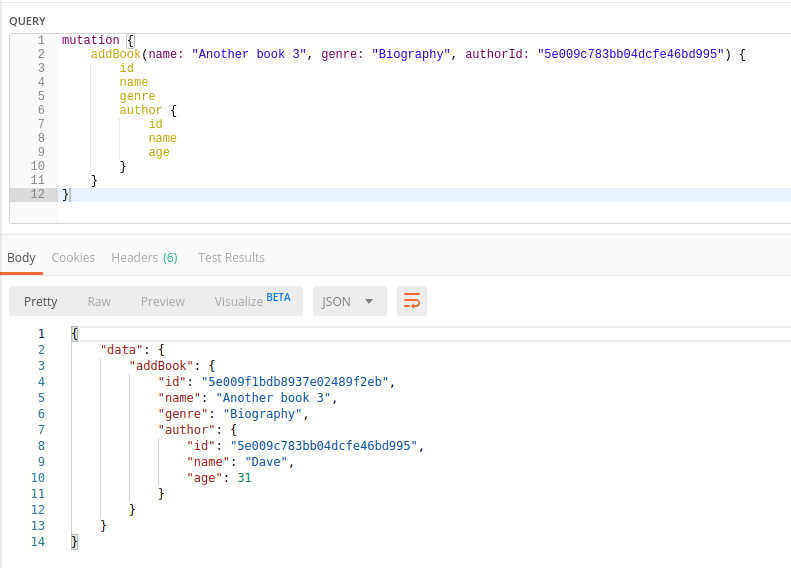 QUERY
1 mutation {
2 addBook(name: "Another book 3", genre: "Biography", authorId: "5e009c783bb04dcfe46bd995") {
3 id
4 name
5 genre
6 author {
7 id
8 name
9 age
10 }
11 }
12 }
Body Cookies Headers (6) Test Results
Pretty Raw Preview Visualize BETA JSON
1 {
2 "data": {
3 "addBook": {
4 "id": "5e009f1bdb8937e02489f2eb",
5 "name": "Another book 3",
6 "genre": "Biography",
7 "author": {
8 "id": "5e009c783bb04dcfe46bd995",
9 "name": "Dave",
10 "age": 31
11 }
12 }
13 }
14 }